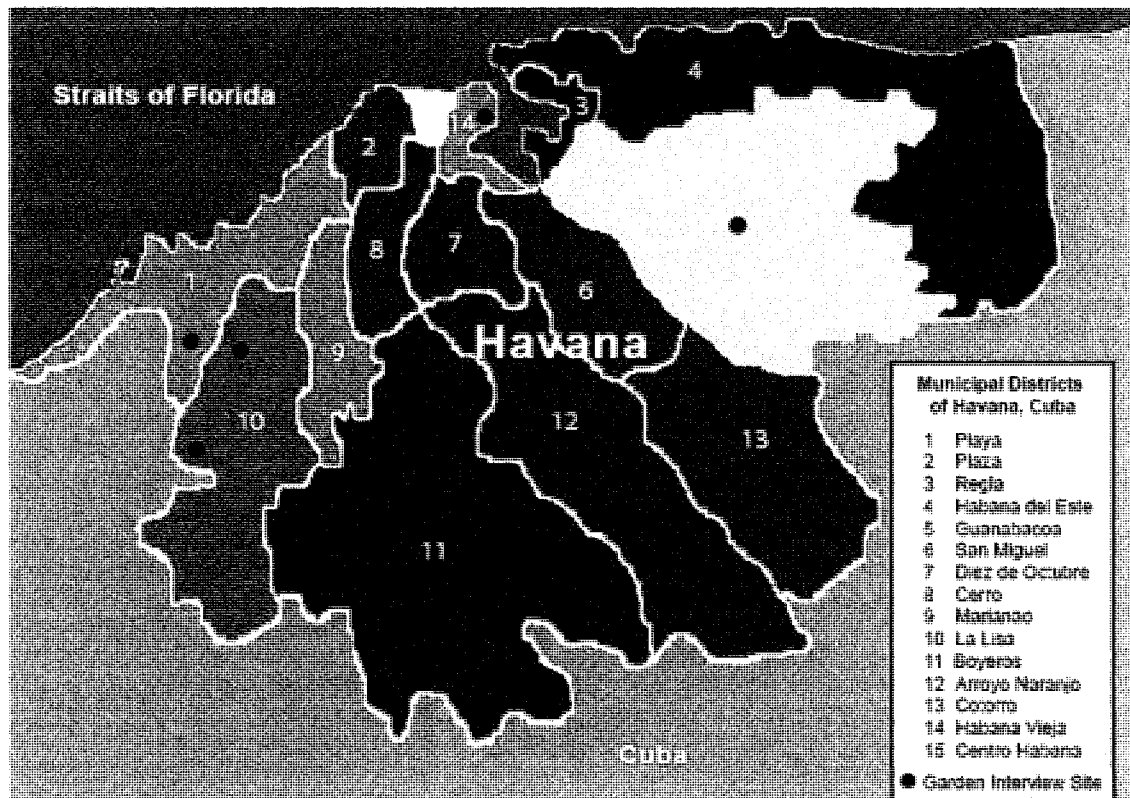 Straits of Florida
4
3
14
2
8
7
1
9
6
Havana
9
10
12
13
11
Cuba
Municipal Districts
of Havana, Cuba
1 Playa
2 Plaza
3 Regla
4 Habana del Este
5 Guanabacoa
6 San Miguel
7 Diez de Octubre
8 Cerro
9 Marianao
10 La Lisa
11 Boyeros
12 Arroyo Naranjo
13 Cotorro
14 Habana Vieja
15 Centro Habana
Garden Interview Site